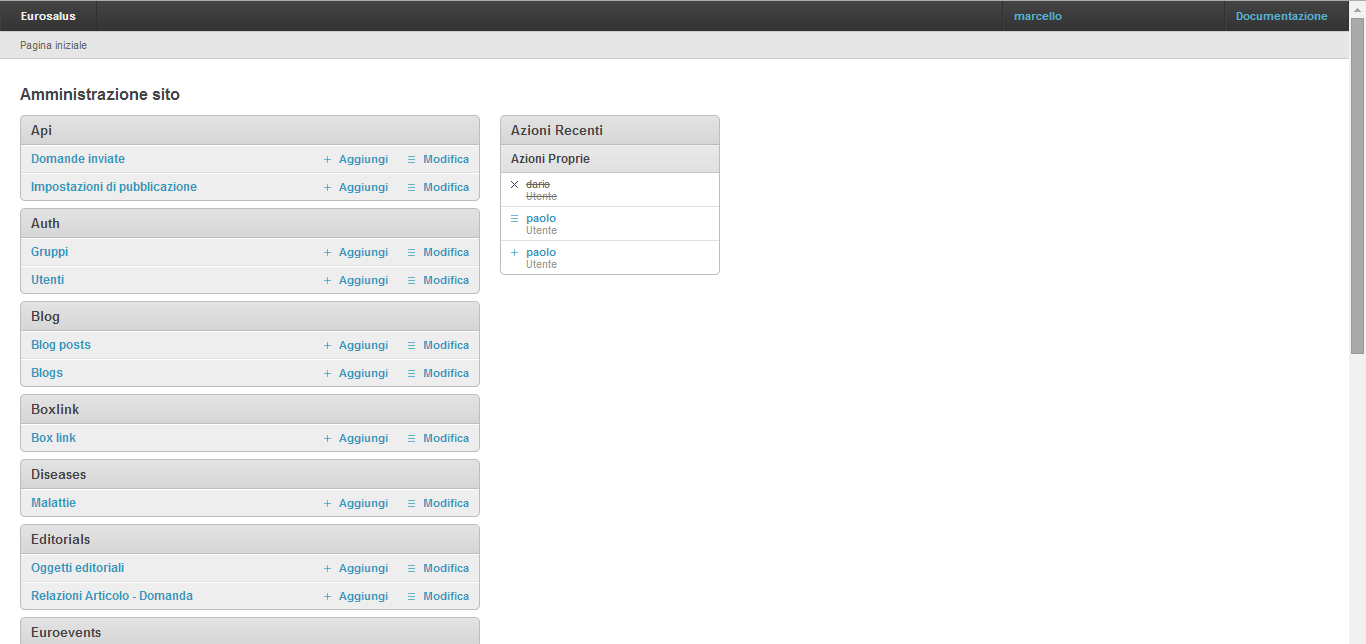 Eurosalus marcello Documentazione
Pagina iniziale
Amministrazione sito
Api
Domande inviate Aggiungi Modifica
Impostazioni di pubblicazione Aggiungi Modifica
Auth
Gruppi Aggiungi Modifica
Utenti Aggiungi Modifica
Blog
Blog posts Aggiungi Modifica
Blogs Aggiungi Modifica
Boxlink
Box link Aggiungi Modifica
Diseases
Malattie Aggiungi Modifica
Editorials
Oggetti editoriali Aggiungi Modifica
Relazioni Articolo - Domanda Aggiungi Modifica
Euroevents
Azioni Recenti
Azioni Proprie
dario
Utente
paolo
Utente
paolo
Utente